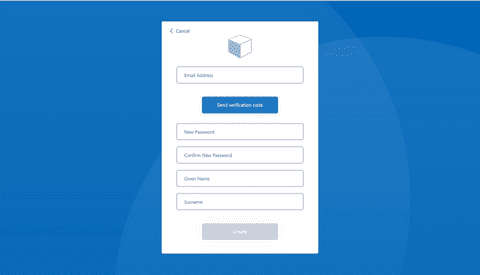 Cancel
Email Address
Send verification code
New Password
Confirm New Password
Given Name
Surname
Create